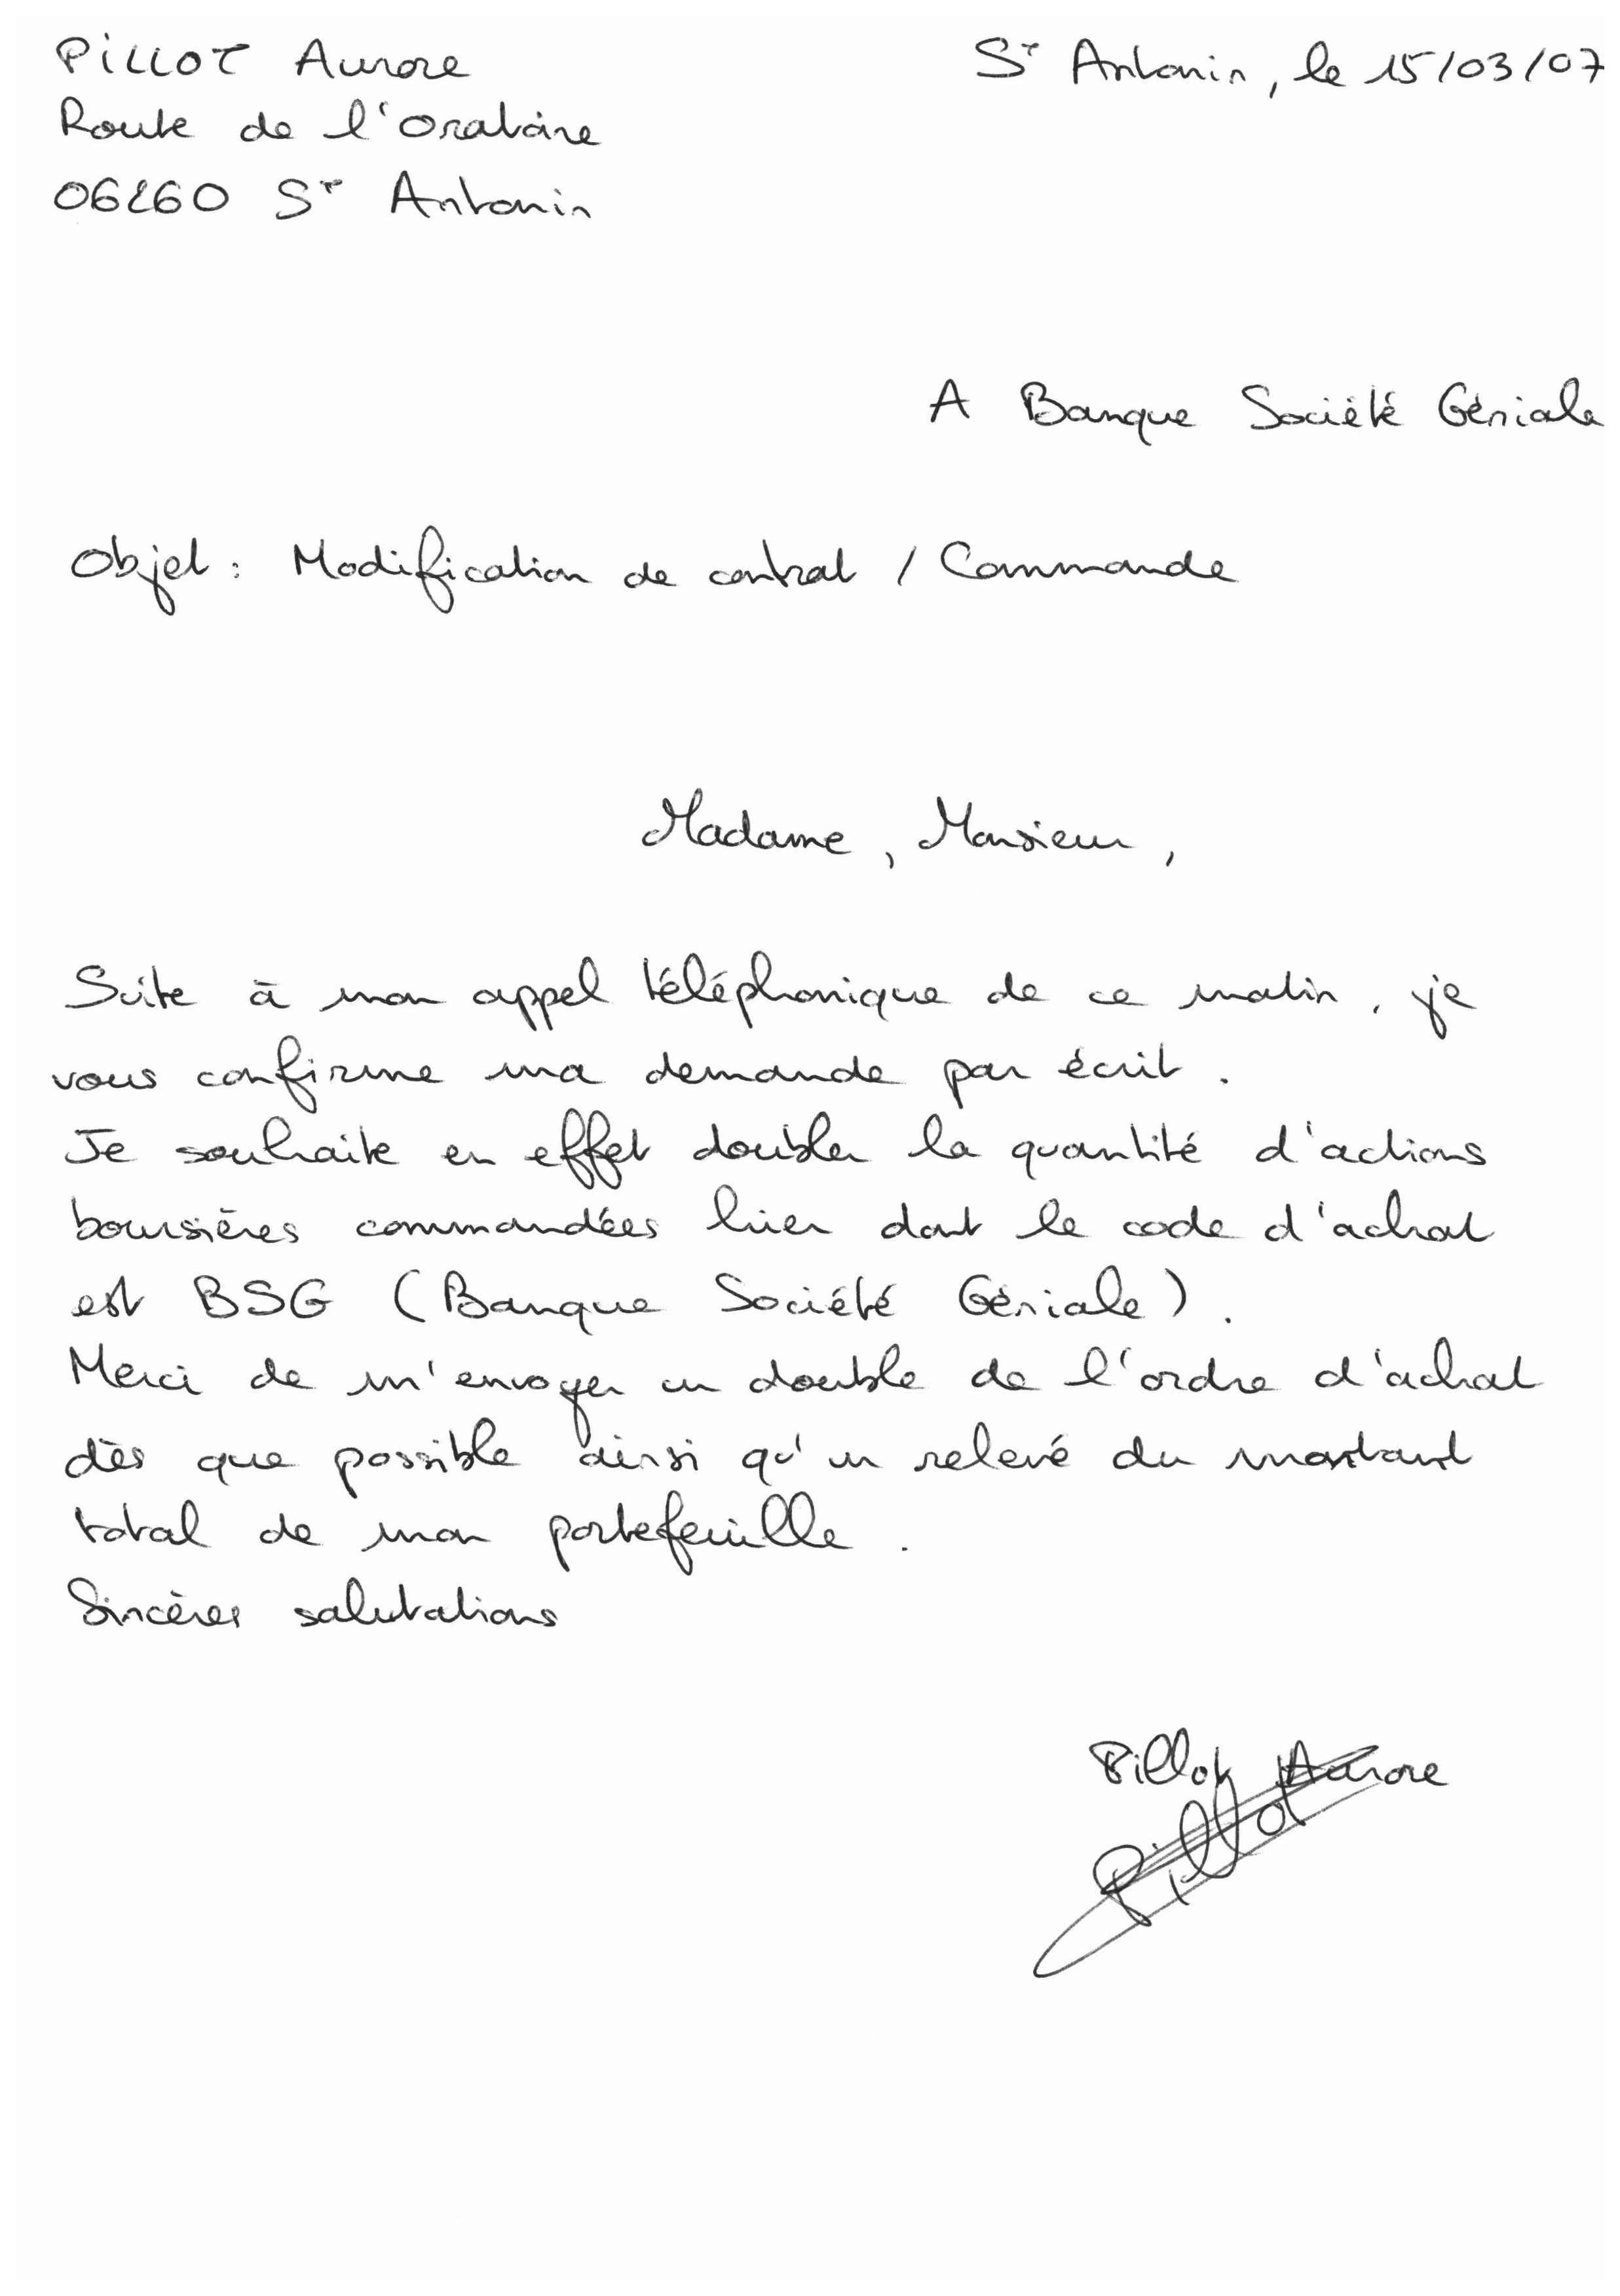 PILLOT Aurore
St Antonin, le 15/03/07
Route de l'Oratoire
06260 St Antonin
A Banque Société Géniale
Objet : Modification de contrat / Commande
Madame, Monsieur,
Suite à mon appel téléphonique de ce matin, je
vous confirme ma demande par écrit.
Je souhaite en effet doubler la quantité d'actions
boursières commandées hier dont le code d'achat
est BSG (Banque Société Géniale).
Merci de m'envoyer un double de l'ordre d'achat
dès que possible ainsi qu'un relevé du montant
total de mon portefeuille.
Sincères salutations
Pillot Aurore
Pillot